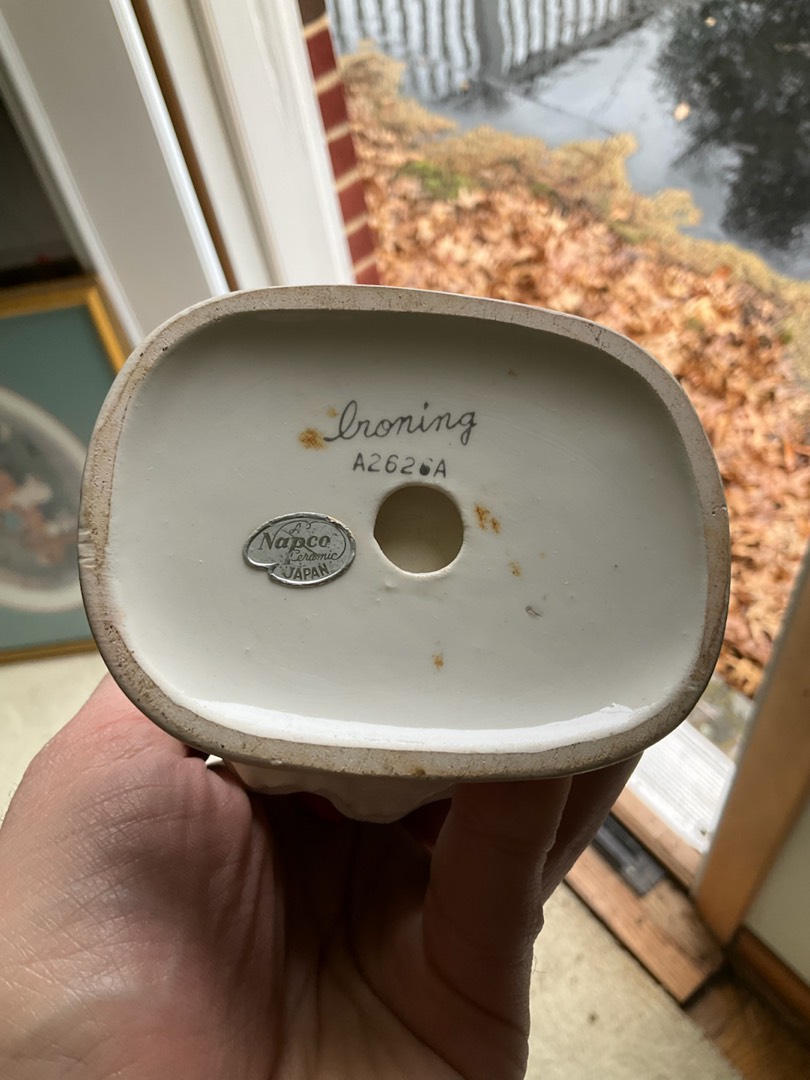 Ironing
A2626A
A
Napco
Ceramic
JAPAN